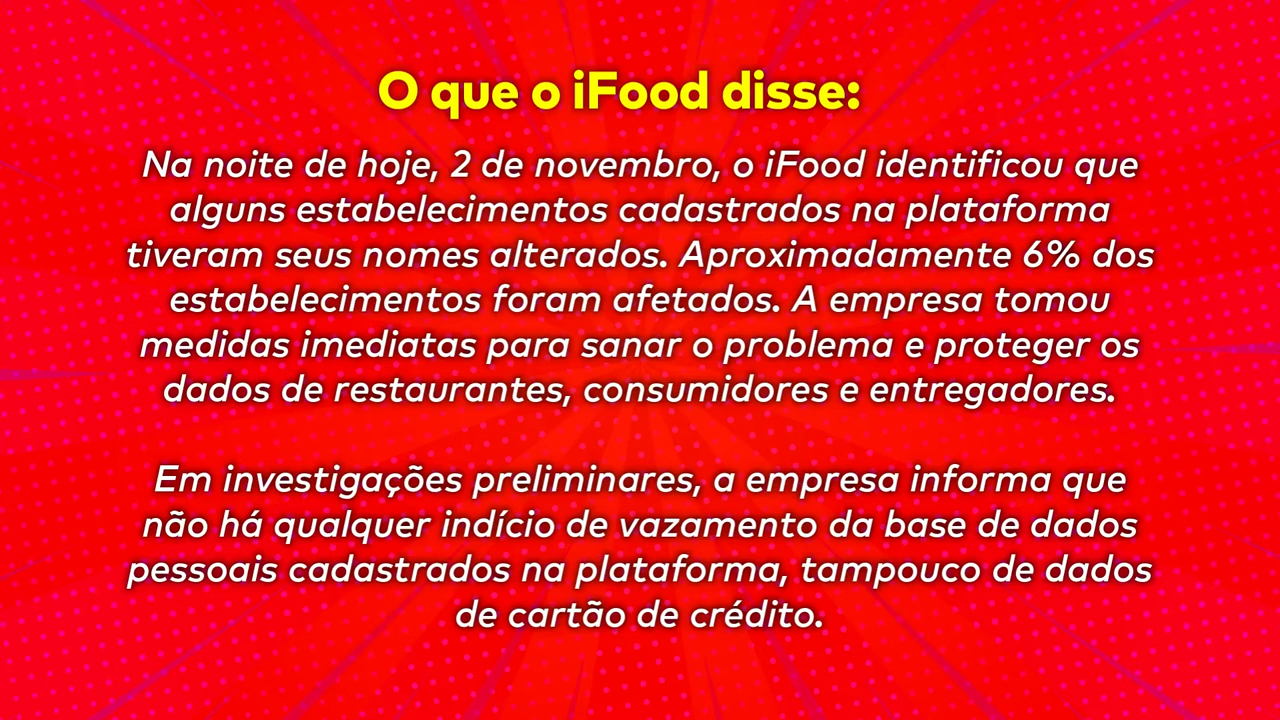 O que o iFood disse:
Na noite de hoje, 2 de novembro, o iFood identificou que
alguns estabelecimentos cadastrados na plataforma
tiveram seus nomes alterados. Aproximadamente 6% dos
estabelecimentos foram afetados. A empresa tomou
medidas imediatas para sanar o problema e proteger os
dados de restaurantes, consumidores e entregadores.
Em investigações preliminares, a empresa informa que
não há qualquer indício de vazamento da base de dados
pessoais cadastrados na plataforma, tampouco de dados
de cartão de crédito.